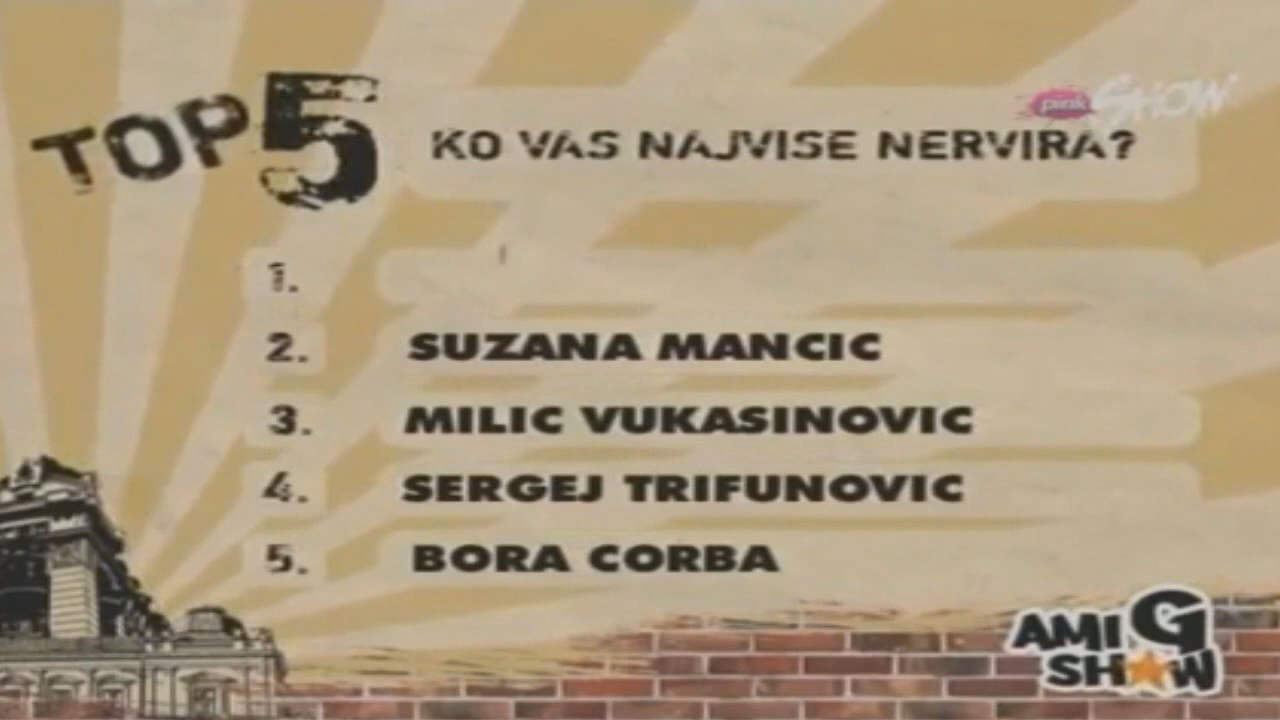 TOP 5
KO VAS NAJVISE NERVIRA?
pink SHOW
1.
2. SUZANA MANCIC
3. MILIC VUKASINOVIC
4. SERGEJ TRIFUNOVIC
5. BORA CORBA
AMI G
SHOW